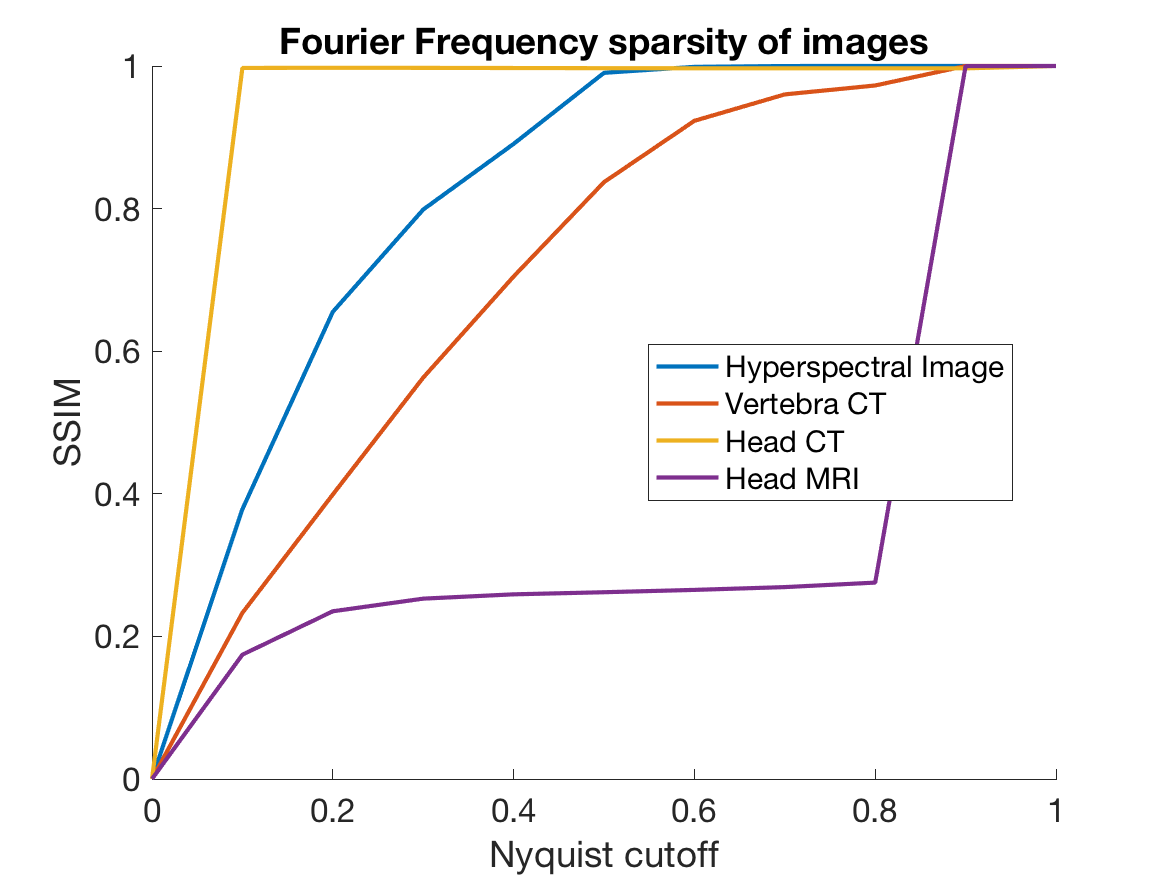 Fourier Frequency sparsity of images
1
0.8
0.6
0.4
0.2
0
SSIM
Hyperspectral Image
Vertebra CT
Head CT
Head MRI
0 0.2 0.4 0.6 0.8 1
Nyquist cutoff